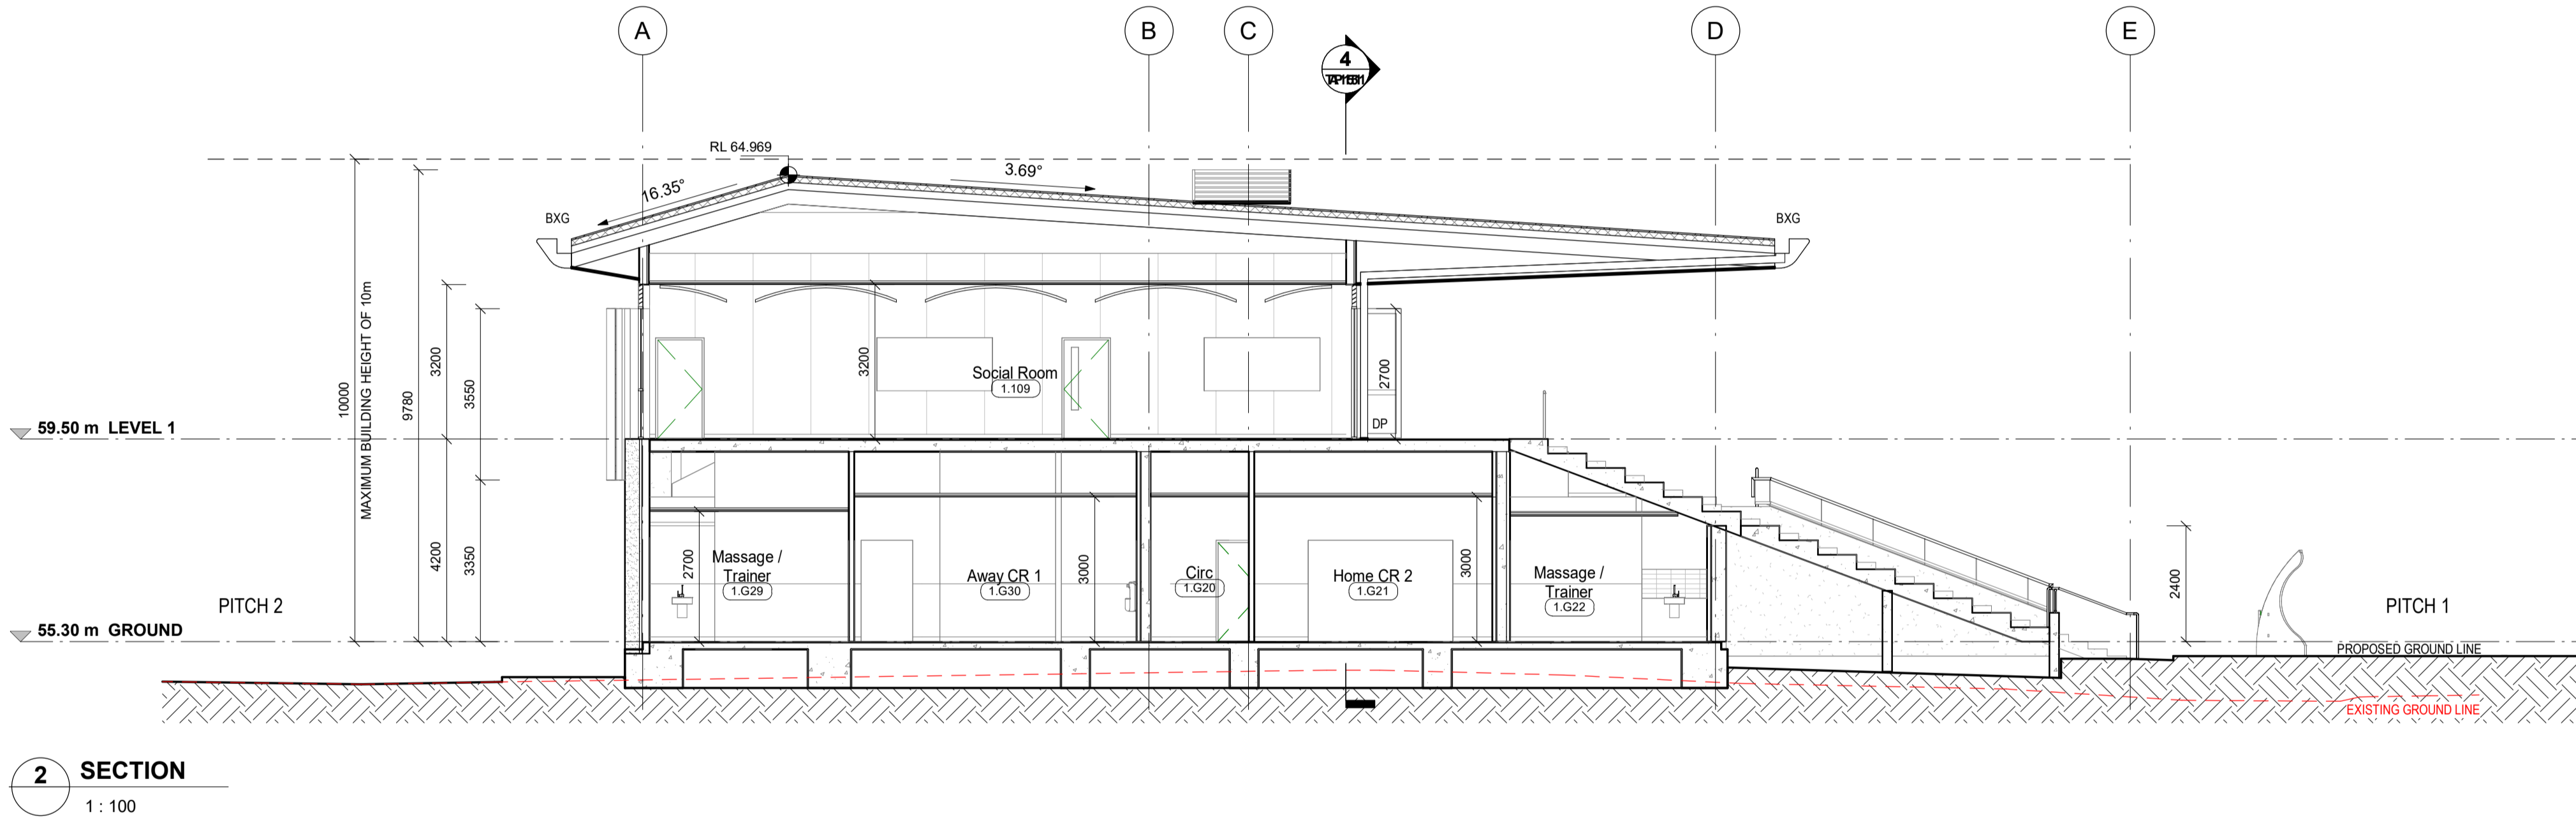 A
B
C
D
E
4
RL 64.969
16.35°
3.69°
BXG
BXG
10000
MAXIMUM BUILDING HEIGHT OF 10m
9780
3200
3550
3200
2700
Social Room
1.109
DP
59.50 m LEVEL 1
4200
3350
2700
Massage /
Trainer
1.G29
Away CR 1
1.G30
3000
Circ
1.G20
Home CR 2
1.G21
3000
Massage /
Trainer
1.G22
2400
PITCH 2
PITCH 1
55.30 m GROUND
PROPOSED GROUND LINE
EXISTING GROUND LINE
2
SECTION
1 : 100